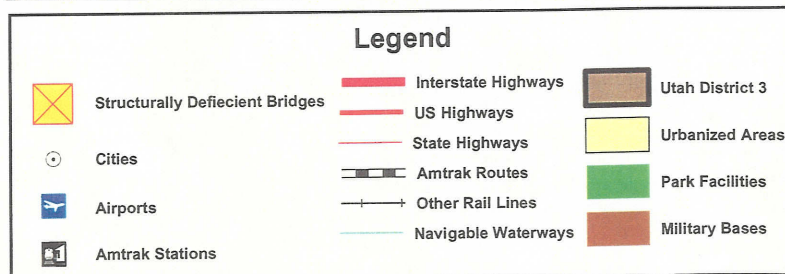 Legend
Structurally Defiecient Bridges
Cities
Airports
Amtrak Stations
Interstate Highways
US Highways
State Highways
Amtrak Routes
Other Rail Lines
Navigable Waterways
Utah District 3
Urbanized Areas
Park Facilities
Military Bases